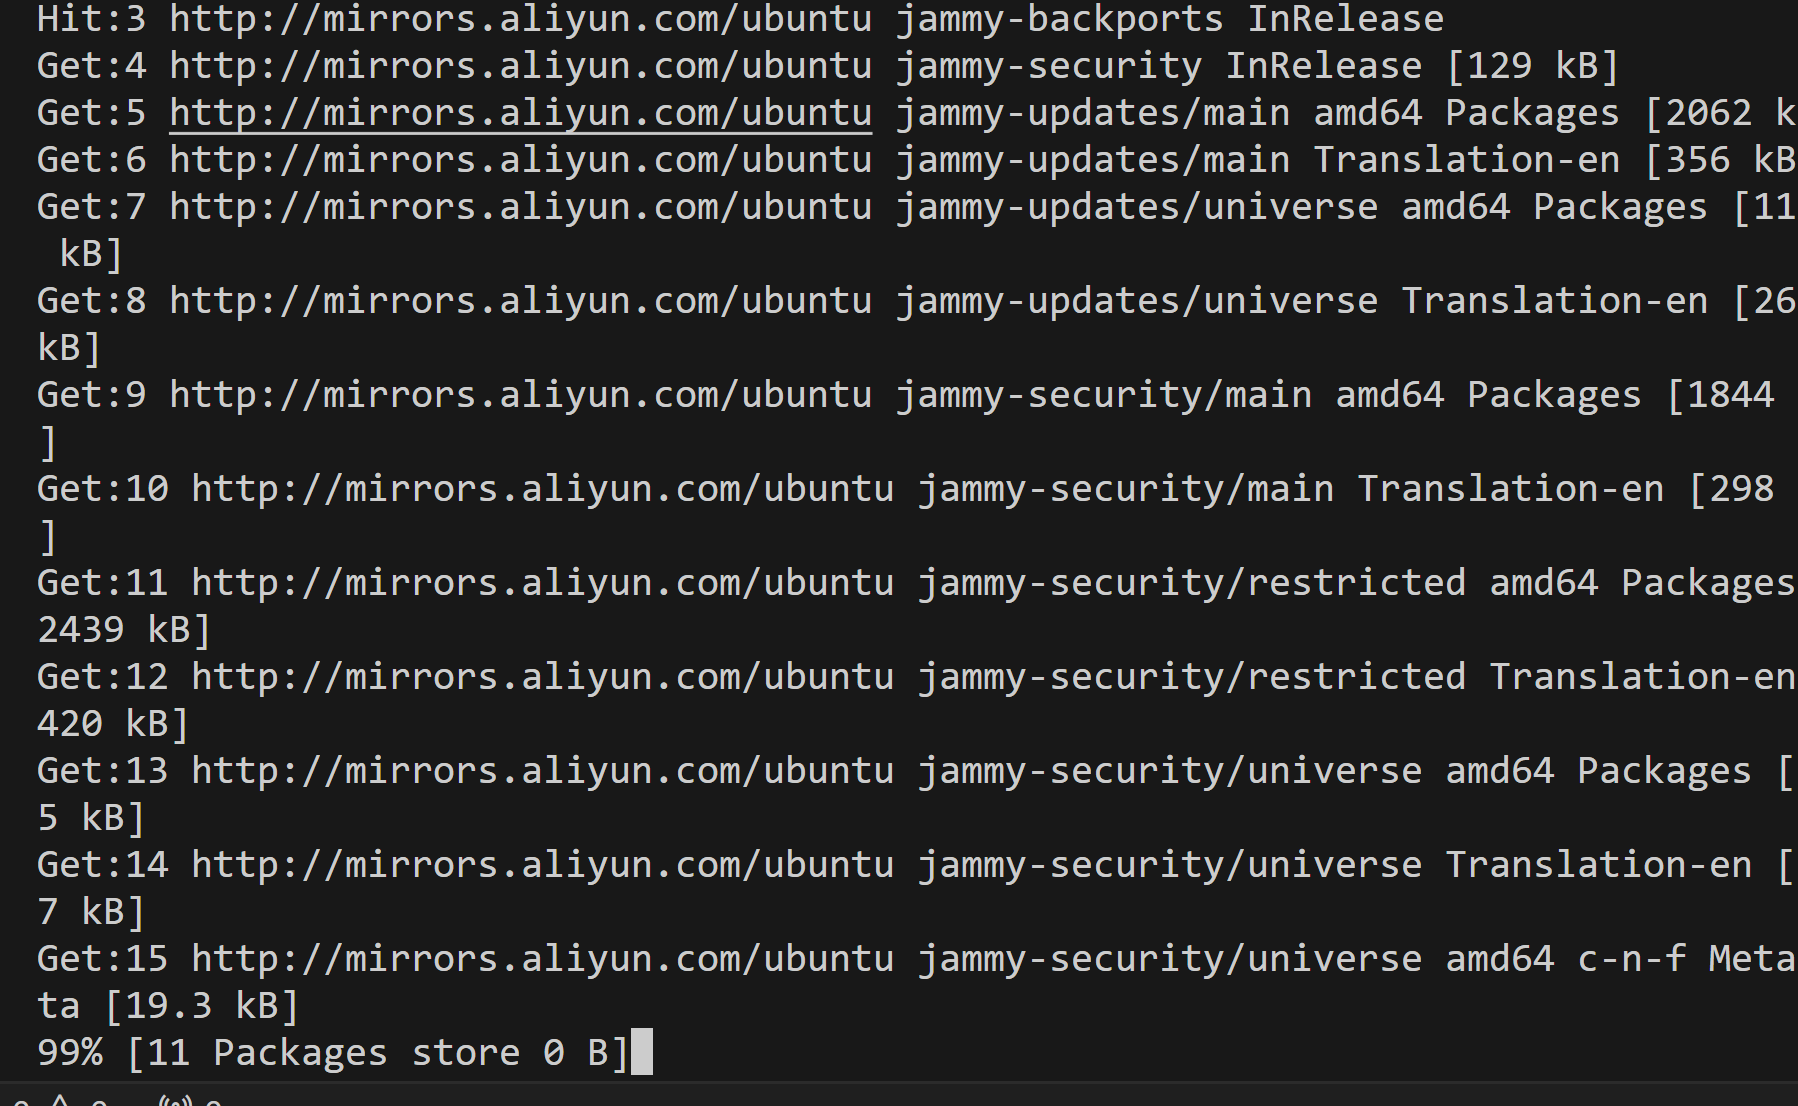 Hit:3 http://mirrors.aliyun.com/ubuntu jammy-backports InRelease
Get:4 http://mirrors.aliyun.com/ubuntu jammy-security InRelease [129 kB]
Get:5 http://mirrors.aliyun.com/ubuntu jammy-updates/main amd64 Packages [2062 k
Get:6 http://mirrors.aliyun.com/ubuntu jammy-updates/main Translation-en [356 kB
Get:7 http://mirrors.aliyun.com/ubuntu jammy-updates/universe amd64 Packages [11
kB]
Get:8 http://mirrors.aliyun.com/ubuntu jammy-updates/universe Translation-en [26
kB]
Get:9 http://mirrors.aliyun.com/ubuntu jammy-security/main amd64 Packages [1844
]
Get:10 http://mirrors.aliyun.com/ubuntu jammy-security/main Translation-en [298
]
Get:11 http://mirrors.aliyun.com/ubuntu jammy-security/restricted amd64 Packages
2439 kB]
Get:12 http://mirrors.aliyun.com/ubuntu jammy-security/restricted Translation-en
420 kB]
Get:13 http://mirrors.aliyun.com/ubuntu jammy-security/universe amd64 Packages [
5 kB]
Get:14 http://mirrors.aliyun.com/ubuntu jammy-security/universe Translation-en [
7 kB]
Get:15 http://mirrors.aliyun.com/ubuntu jammy-security/universe amd64 c-n-f Meta
ta [19.3 kB]
99% [11 Packages store 0 B]